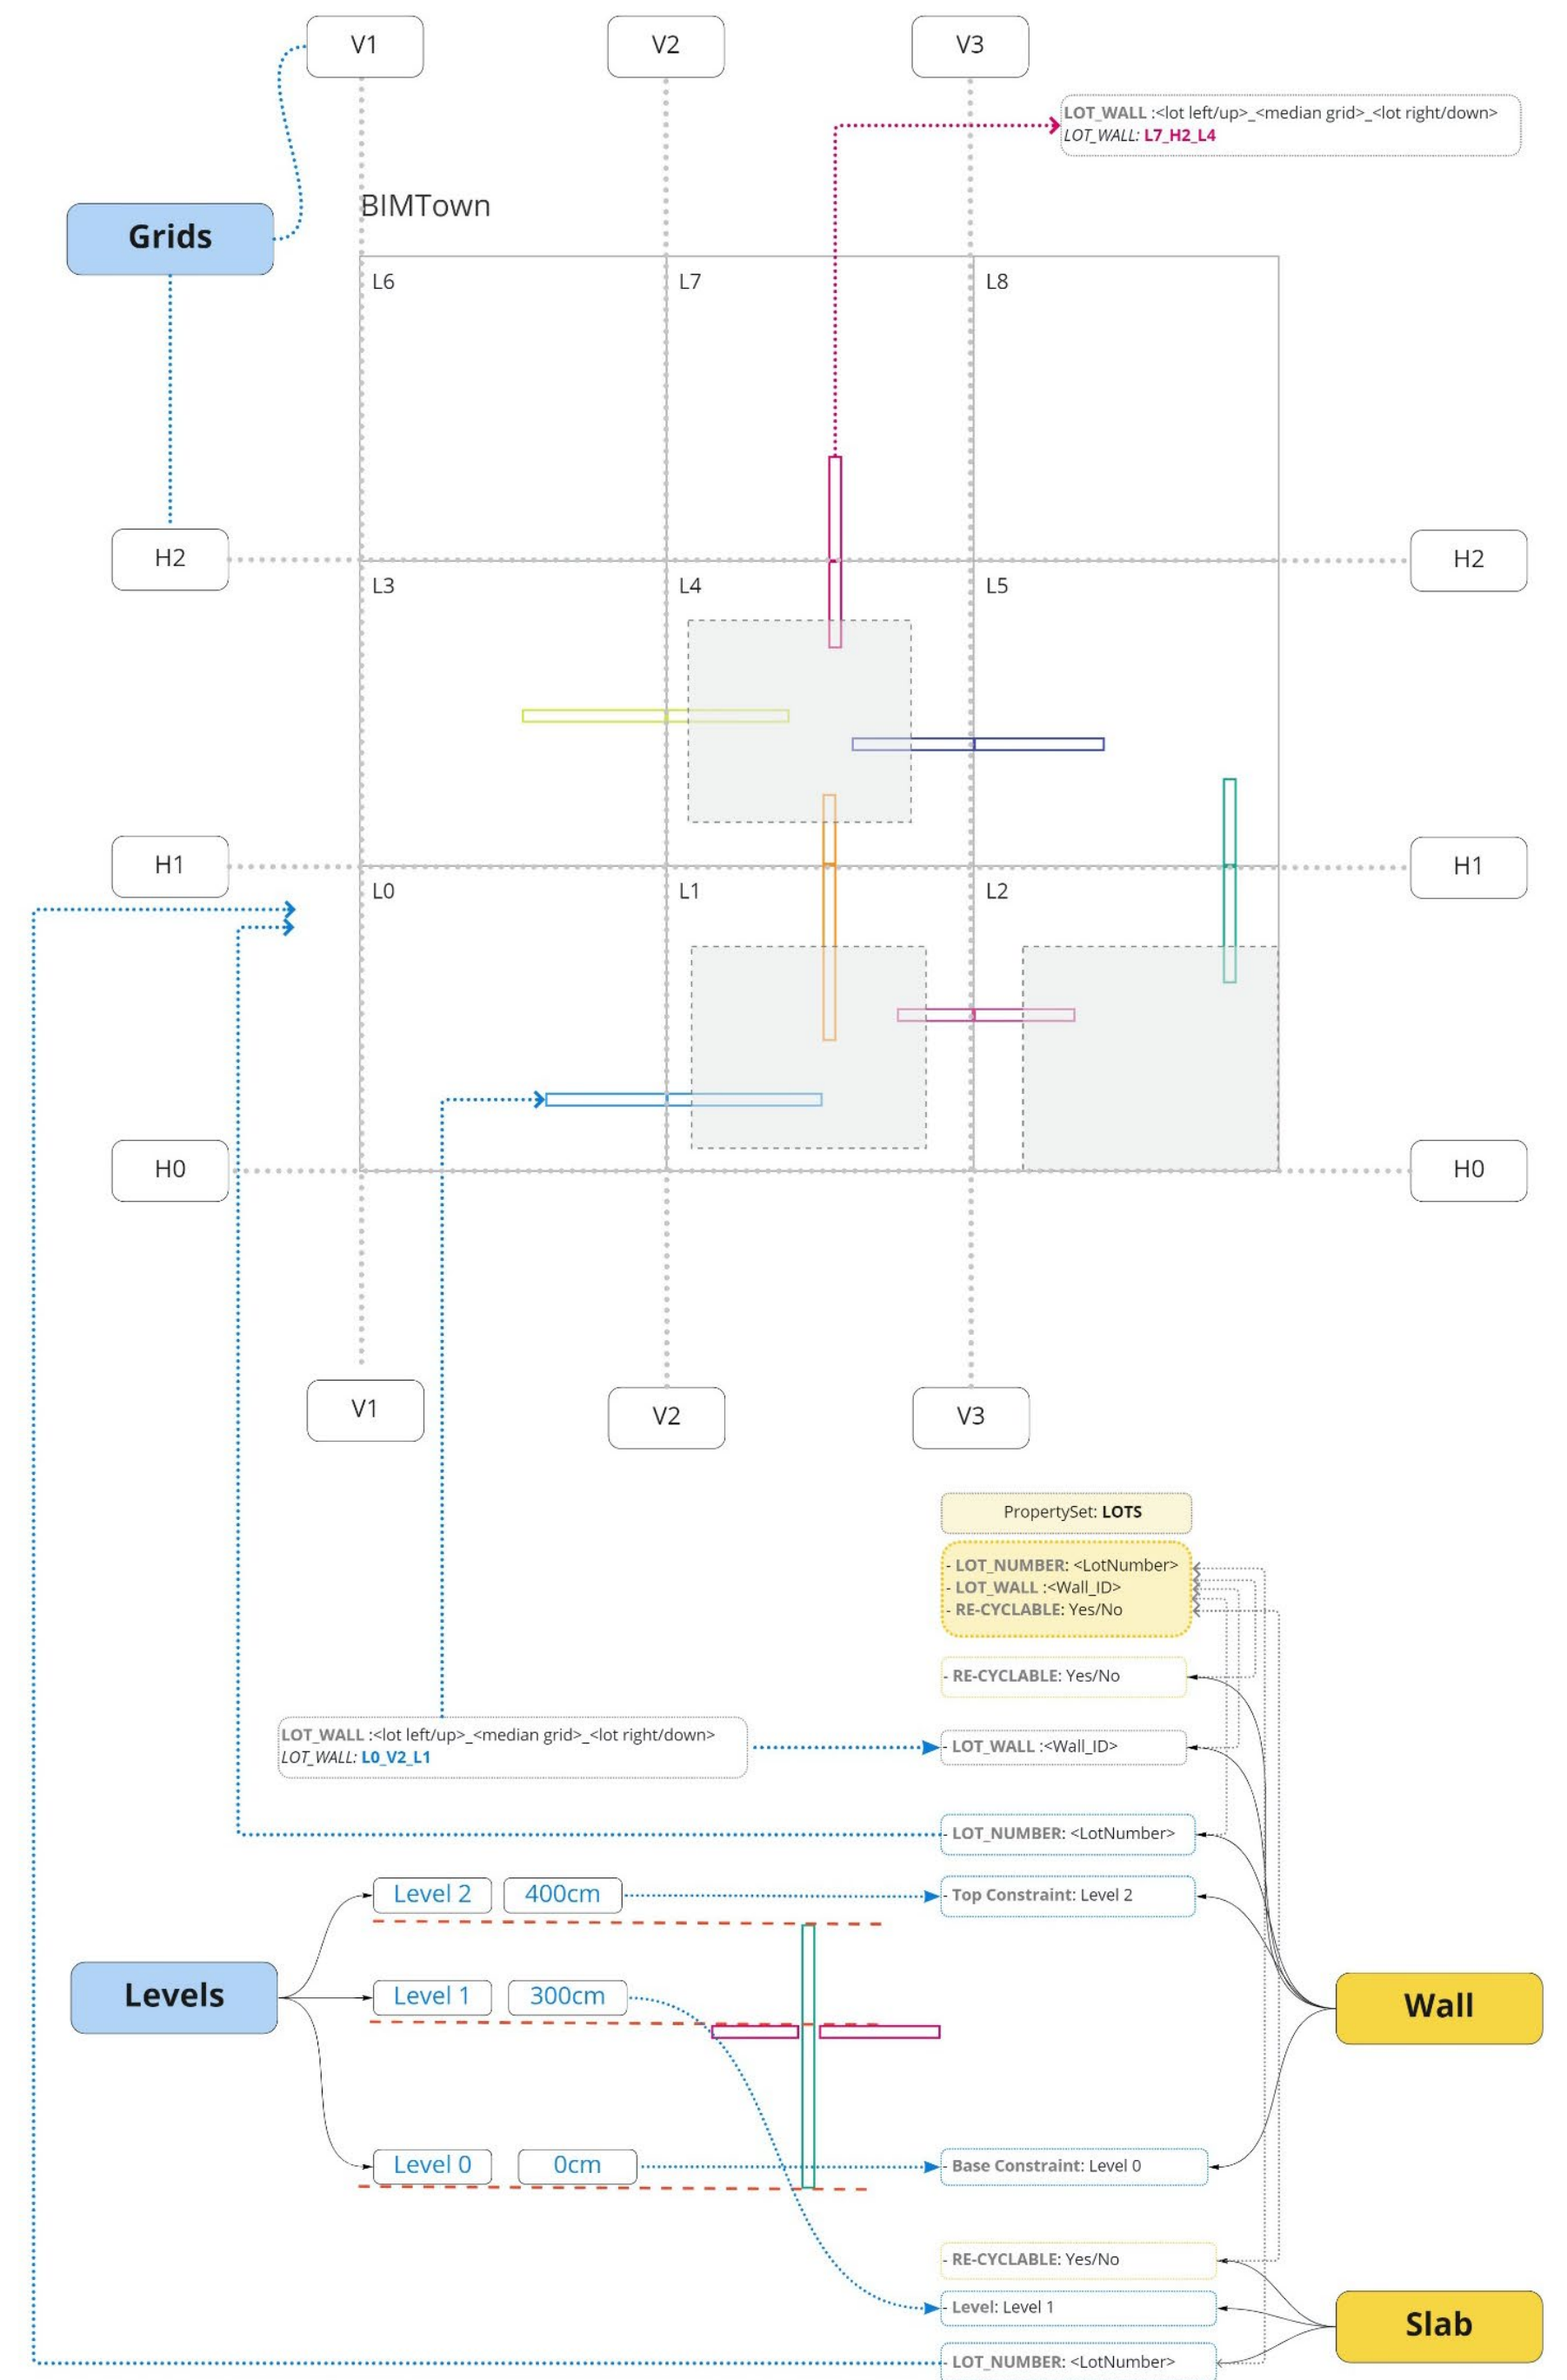 V1
V2
V3
LOT_WALL :<lot left/up>_<median grid>_<lot right/down>
LOT_WALL: L7_H2_L4
BIMTown
Grids
L6
L7
L8
H2
H2
L3
L4
L5
H1
H1
L0
L1
L2
H0
H0
V1
V2
V3
PropertySet: LOTS
- LOT_NUMBER: <LotNumber>
- LOT_WALL :<Wall_ID>
- RE-CYCLABLE: Yes/No
- RE-CYCLABLE: Yes/No
LOT_WALL :<lot left/up>_<median grid>_<lot right/down>
LOT_WALL: L0_V2_L1
- LOT_WALL :<Wall_ID>
- LOT_NUMBER: <LotNumber>
Level 2
400cm
- Top Constraint: Level 2
Levels
Level 1
300cm
Wall
Level 0
0cm
- Base Constraint: Level 0
- RE-CYCLABLE: Yes/No
- Level: Level 1
Slab
- LOT_NUMBER: <LotNumber>